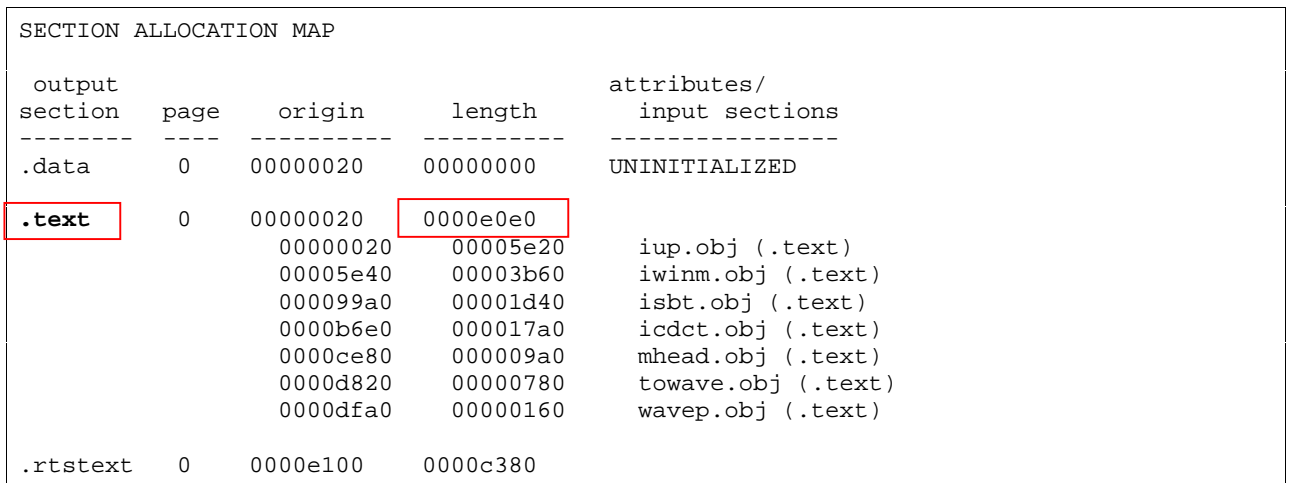 SECTION ALLOCATION MAP
output attributes/
section page origin length input sections
-------- ---- ---------- ---------- ----------------
.data 0 00000020 00000000 UNINITIALIZED
.text 0 00000020 0000e0e0
00000020 00005e20 iup.obj (.text)
00005e40 00003b60 iwinm.obj (.text)
000099a0 00001d40 isbt.obj (.text)
0000b6e0 000017a0 icdct.obj (.text)
0000ce80 000009a0 mhead.obj (.text)
0000d820 00000780 towave.obj (.text)
0000dfa0 00000160 wavep.obj (.text)
.rtstext 0 0000e100 0000c380